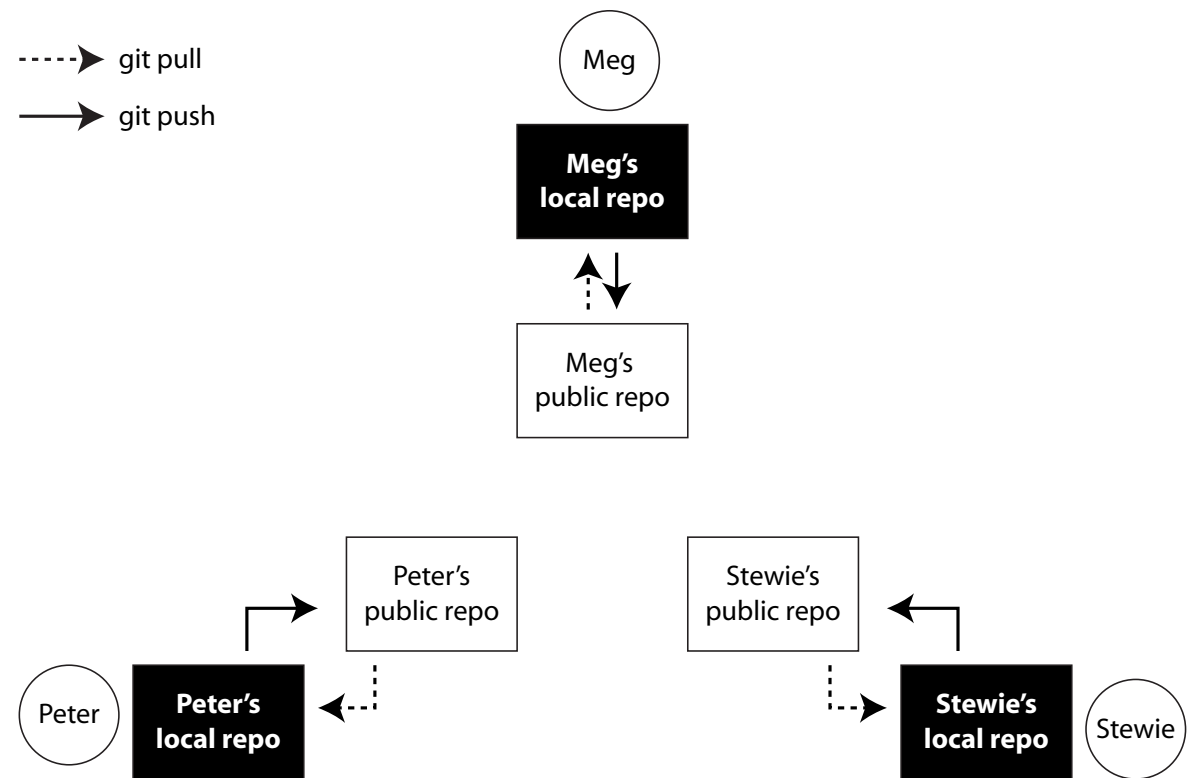 git pull
git push
Meg
Meg’s
local repo
Meg’s
public repo
Peter’s
public repo
Stewie’s
public repo
Peter
Peter’s
local repo
Stewie’s
local repo
Stewie